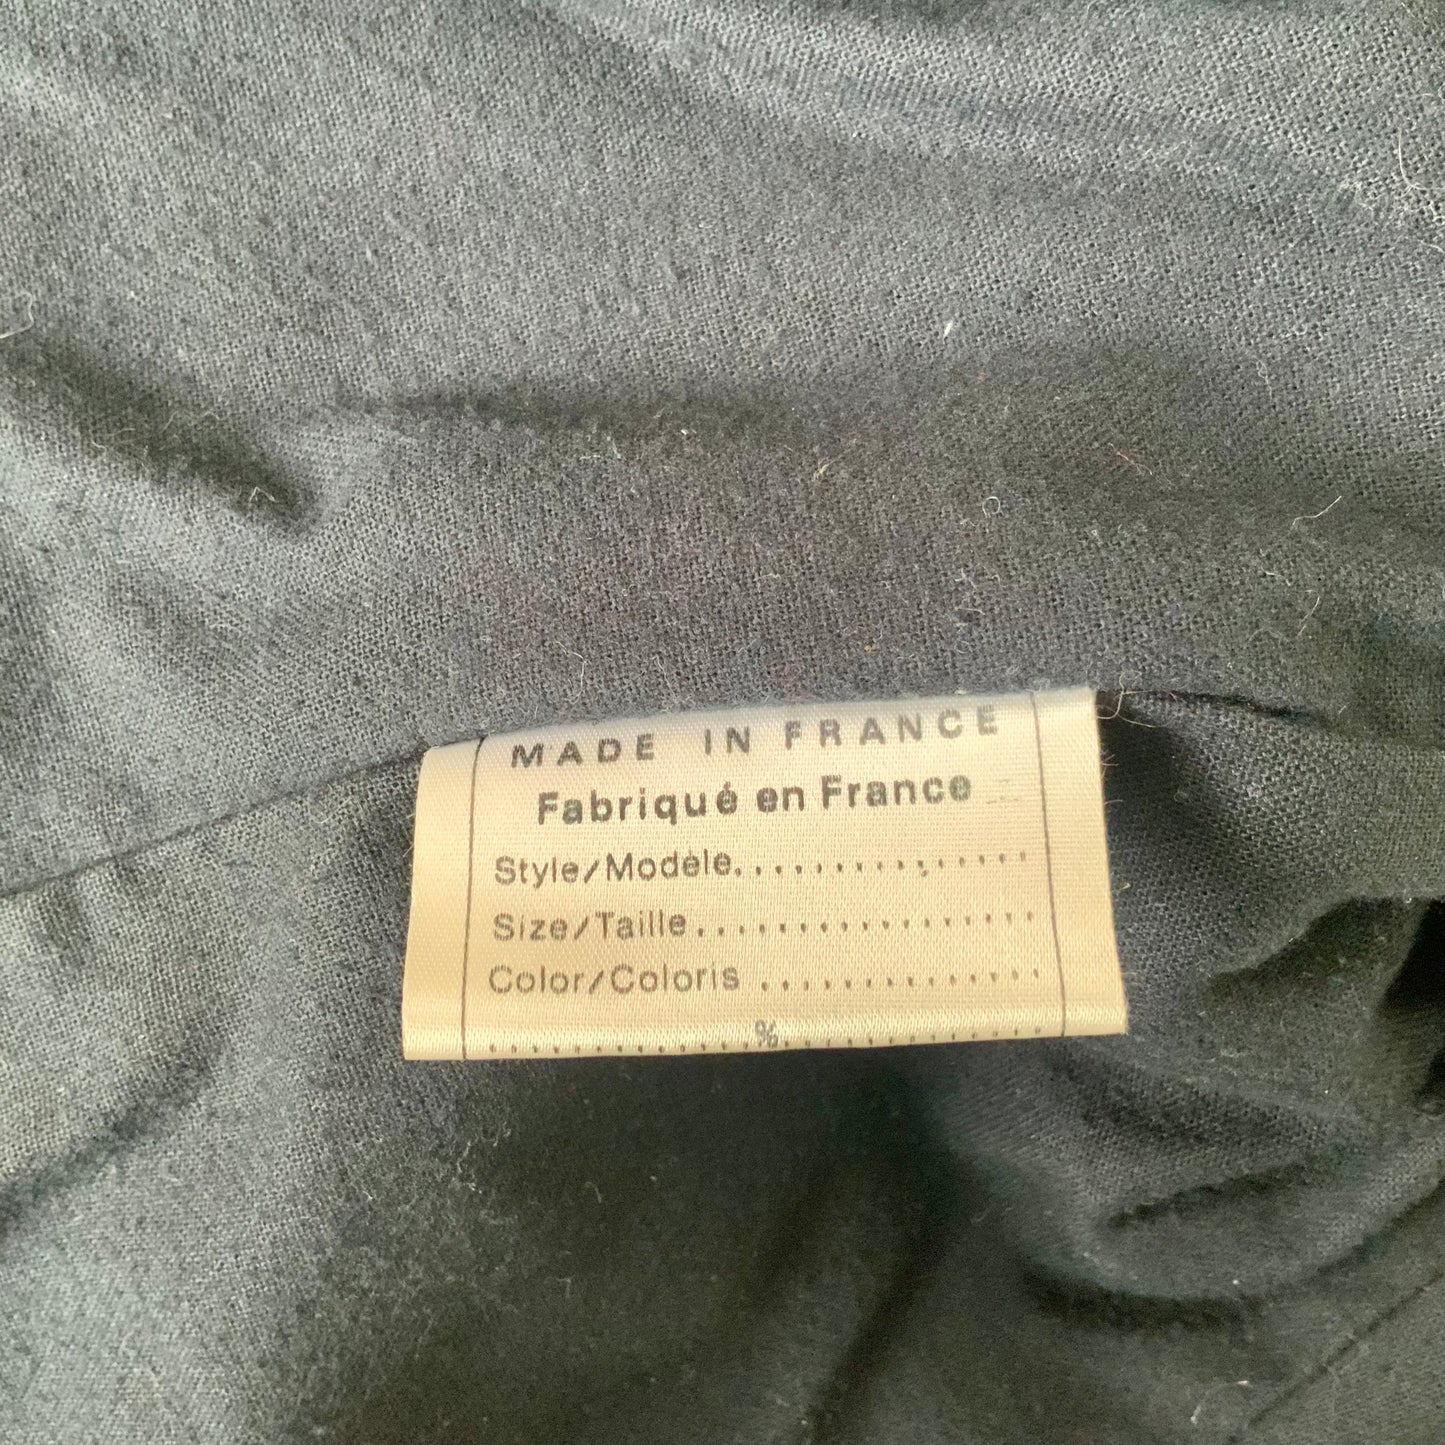 MADE IN FRANCE
Fabriqué en France
Style/Modèle...............
Size/Taille.................
Color/Coloris..............
............%............